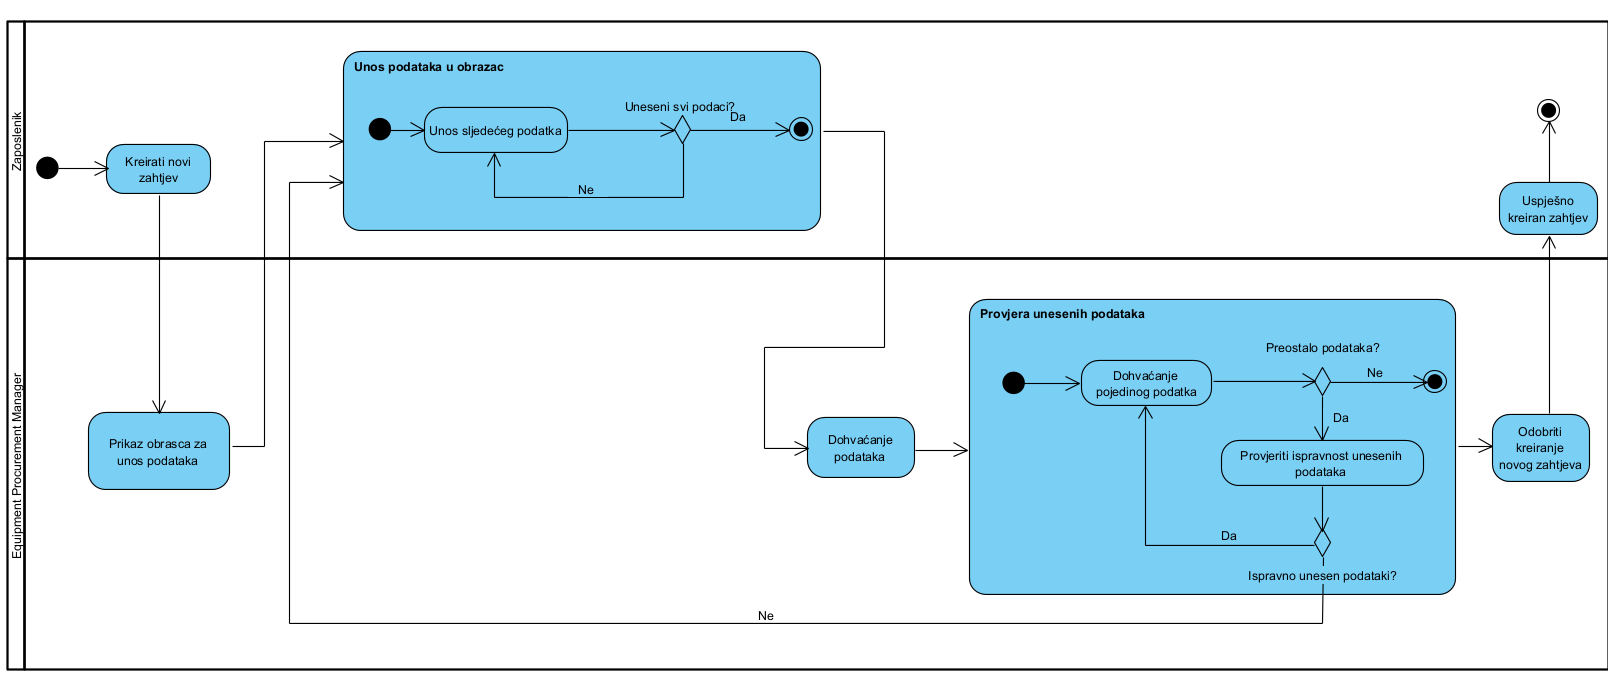 Zaposlenik
Kreirati novi
zahtjev
Unos podataka u obrazac
Unos sljedećeg podatka
Uneseni svi podaci?
Da
Ne
Uspješno
kreiran zahtjev
Equipment Procurement Manager
Prikaz obrasca za
unos podataka
Dohvaćanje
podataka
Provjera unesenih podataka
Dohvaćanje
pojedinog podatka
Preostalo podataka?
Ne
Da
Provjeriti ispravnost unesenih
podataka
Da
Ispravno unesen podataki?
Ne
Odobriti
kreiranje
novog zahtjeva